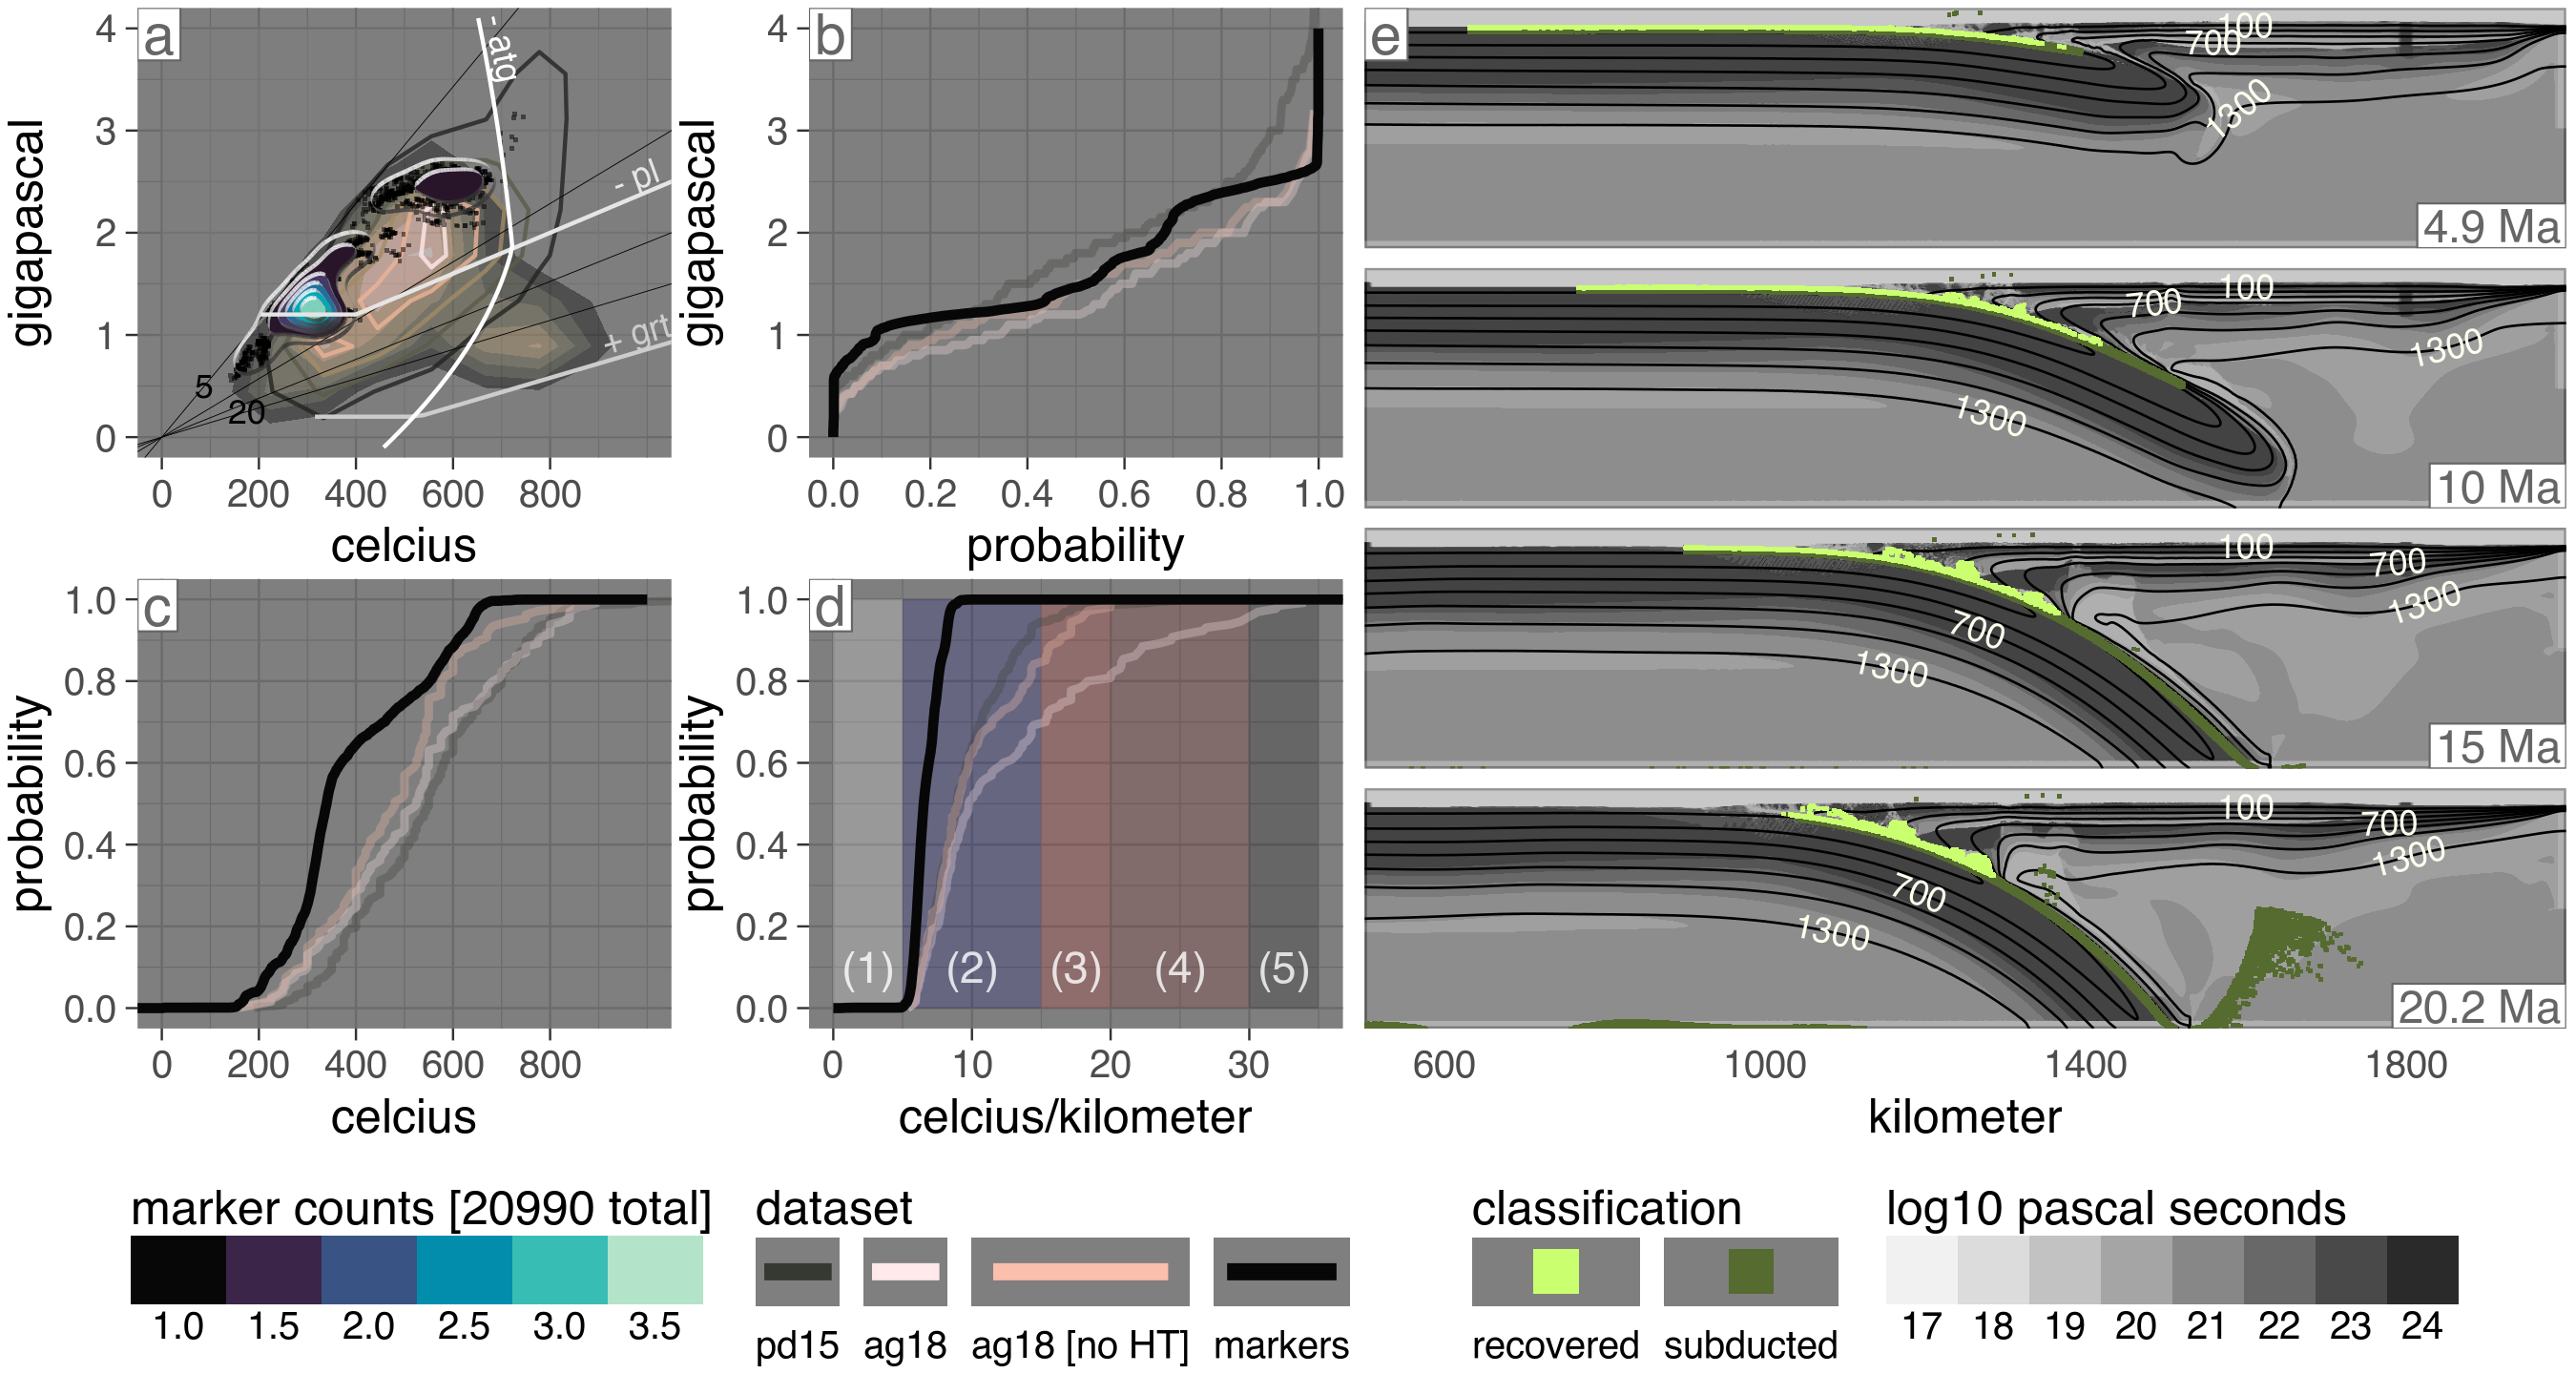 a
gigapascal
4
3
2
1
0
- atg
- pl
+ grt
5
20
0
200
400
600
800
celcius
b
gigapascal
4
3
2
1
0
0.0
0.2
0.4
0.6
0.8
1.0
probability
c
probability
1.0
0.8
0.6
0.4
0.2
0.0
0
200
400
600
800
celcius
d
probability
1.0
0.8
0.6
0.4
0.2
0.0
(1)
(2)
(3)
(4)
(5)
0
10
20
30
celcius/kilometer
e
100
700
1300
4.9 Ma
100
700
1300
1300
10 Ma
100
700
1300
700
1300
15 Ma
100
700
1300
700
1300
20.2 Ma
600
1000
1400
1800
kilometer
marker counts [20990 total]
1.0
1.5
2.0
2.5
3.0
3.5
dataset
pd15
ag18
ag18 [no HT]
markers
classification
recovered
subducted
log10 pascal seconds
17
18
19
20
21
22
23
24